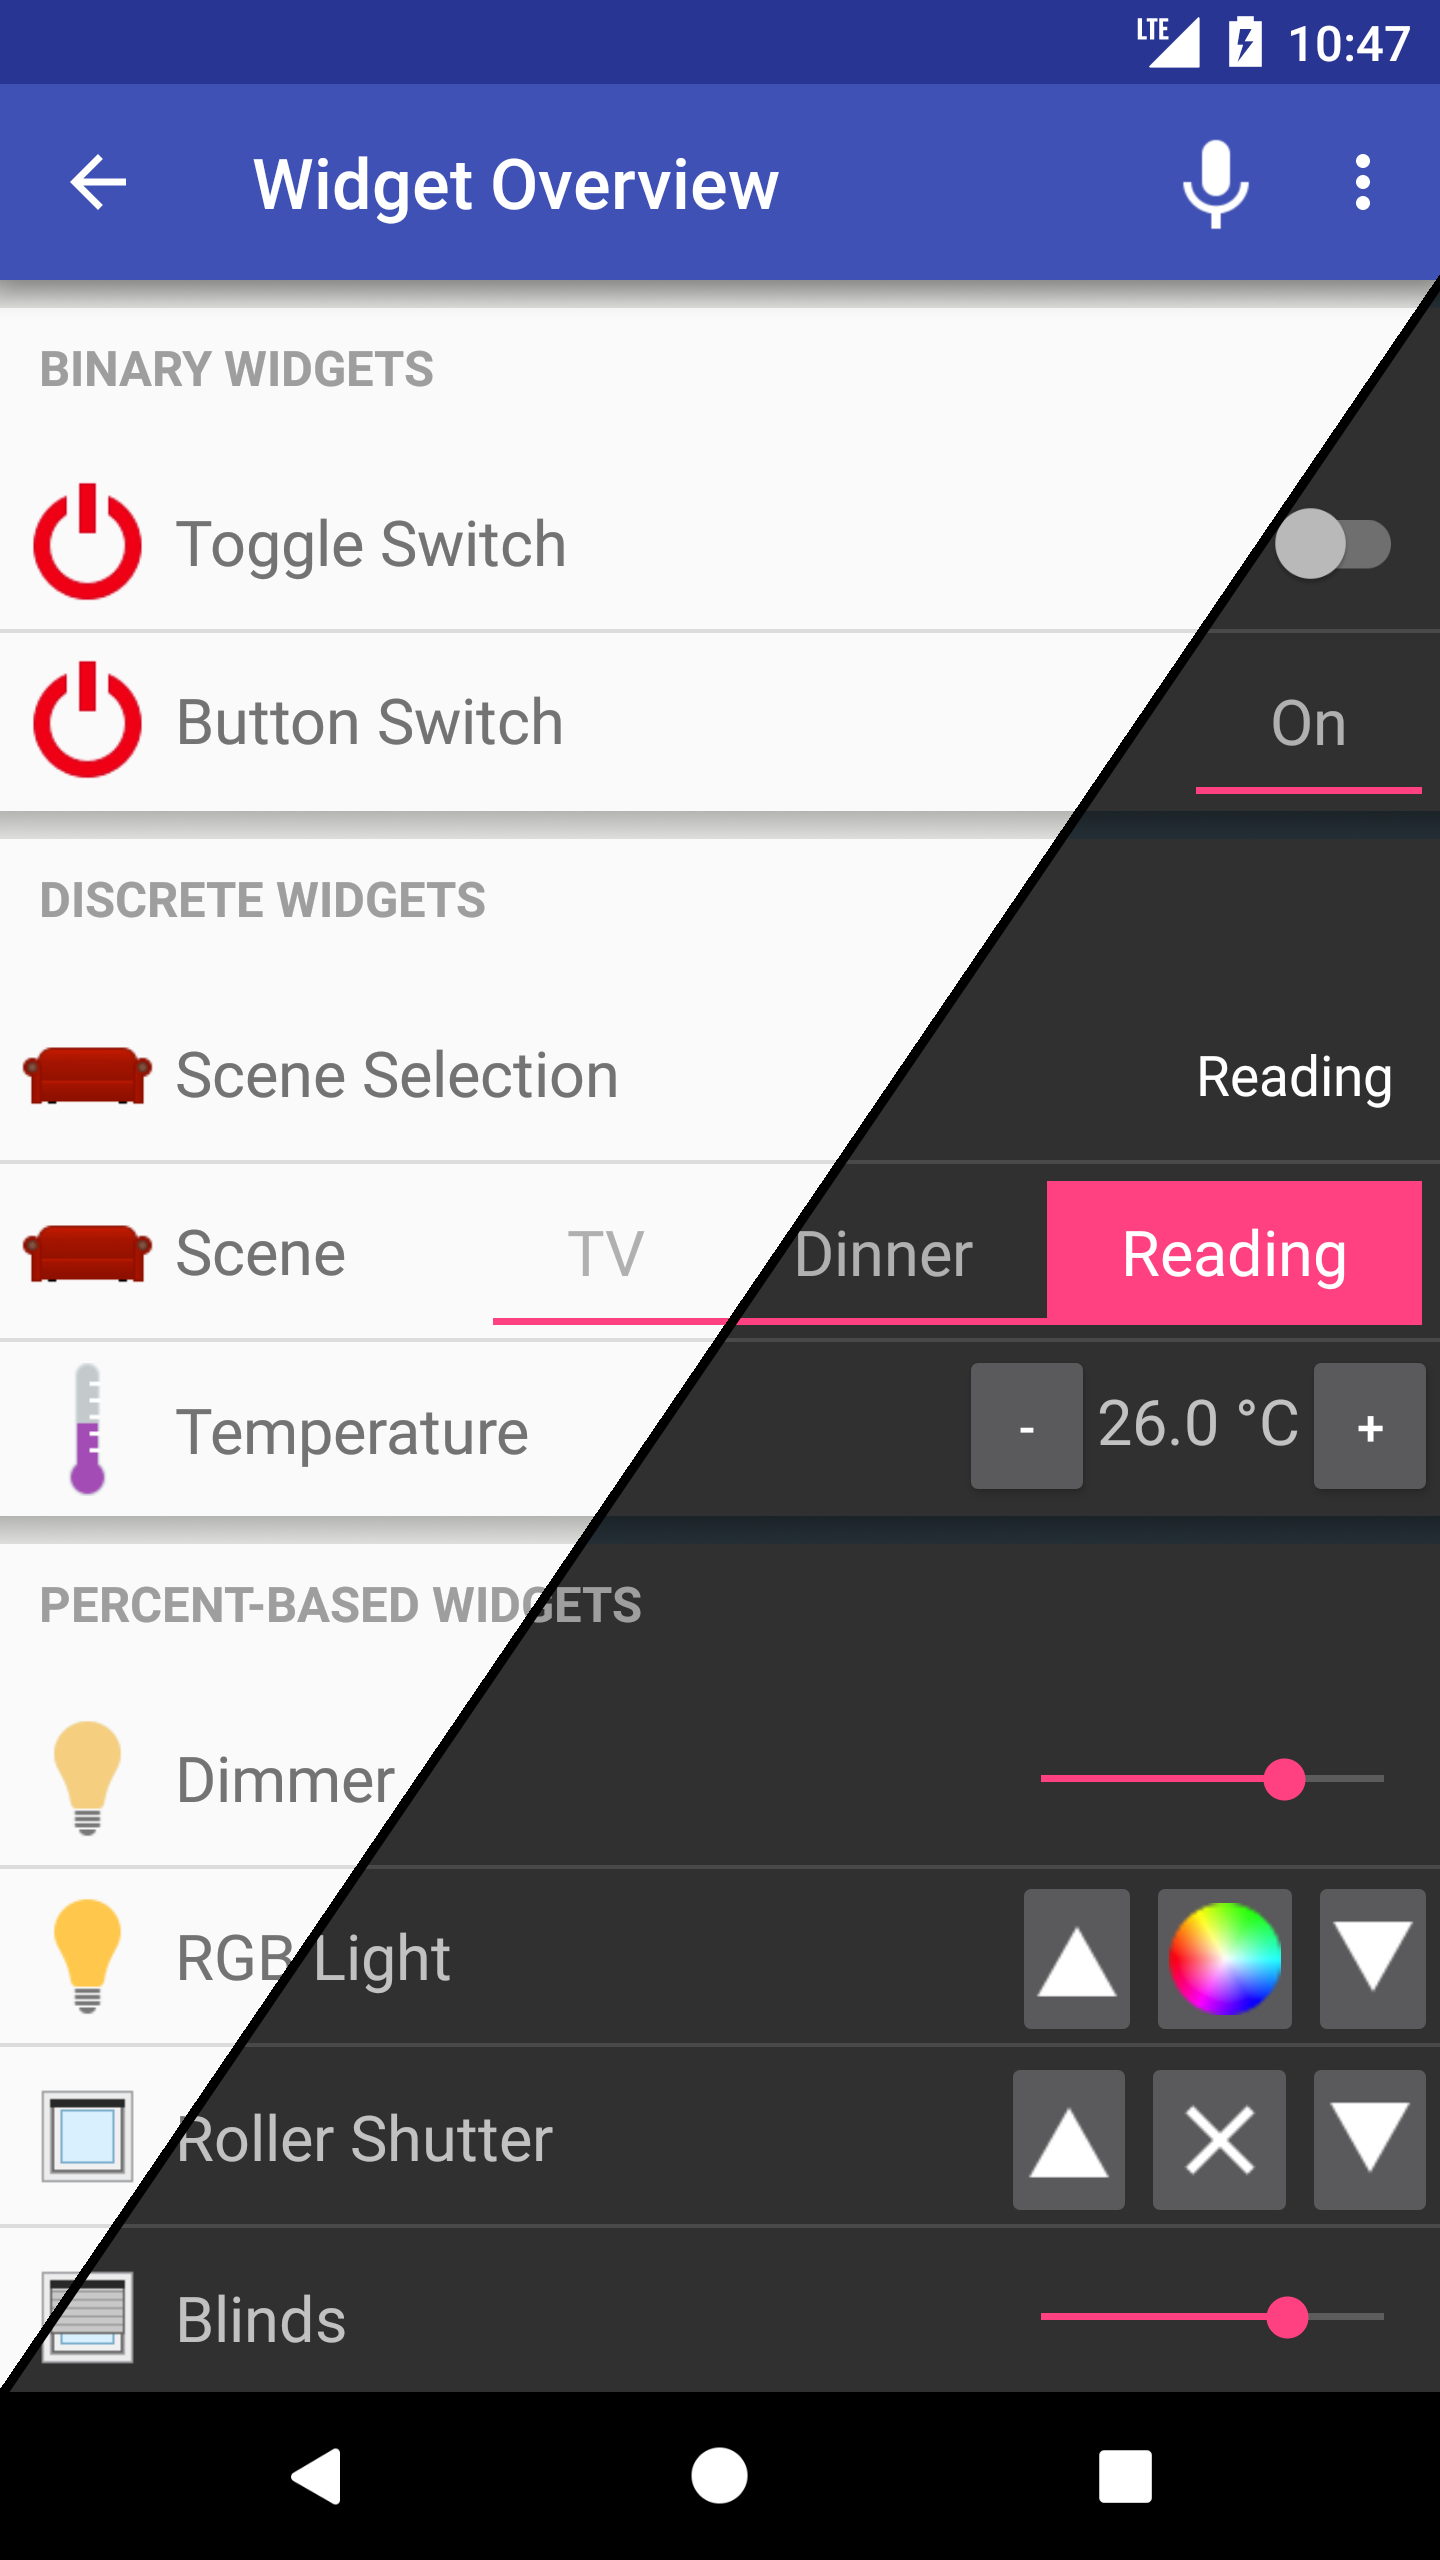 LTE 10:47
Widget Overview
BINARY WIDGETS
Toggle Switch
Button Switch On
DISCRETE WIDGETS
Scene Selection Reading
Scene TV Dinner Reading
Temperature - 26.0 °C +
PERCENT-BASED WIDGETS
Dimmer
RGB Light
Roller Shutter
Blinds